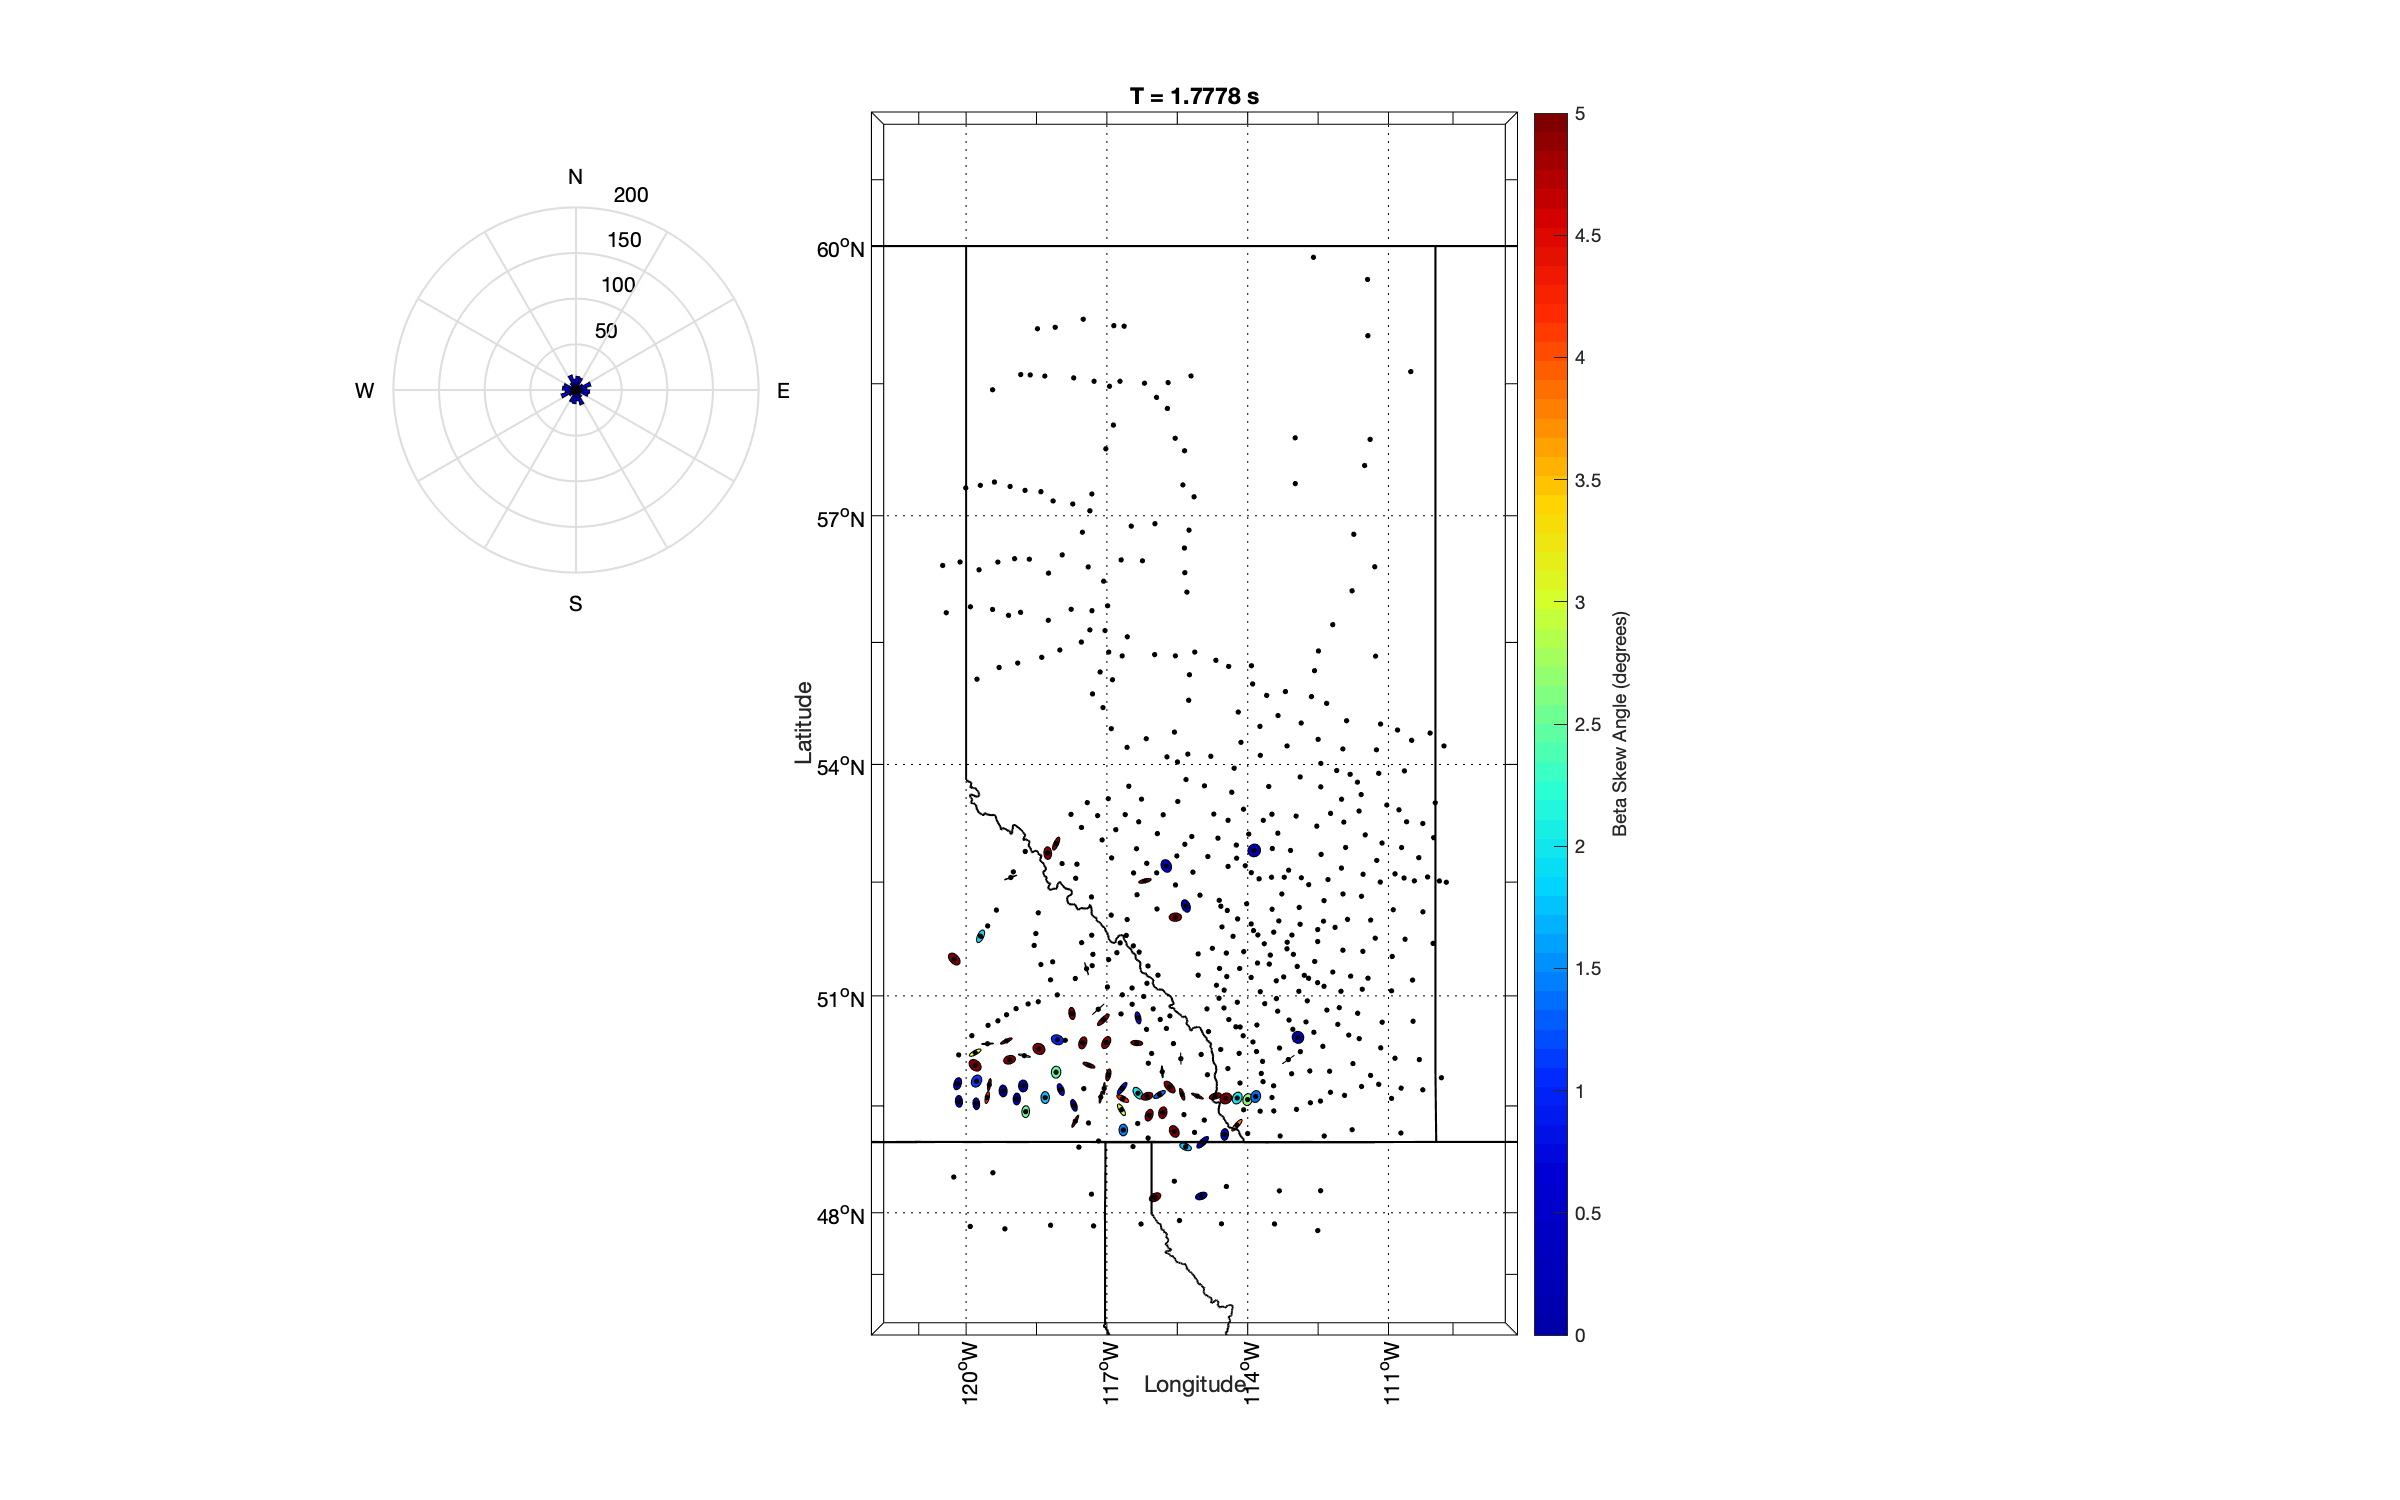 T = 1.7778 s
N
200
150
100
50
W
E
S
60°N
57°N
54°N
51°N
48°N
Latitude
120°W
117°W
114°W
111°W
Longitude
5
4.5
4
3.5
3
2.5
2
1.5
1
0.5
0
Beta Skew Angle (degrees)